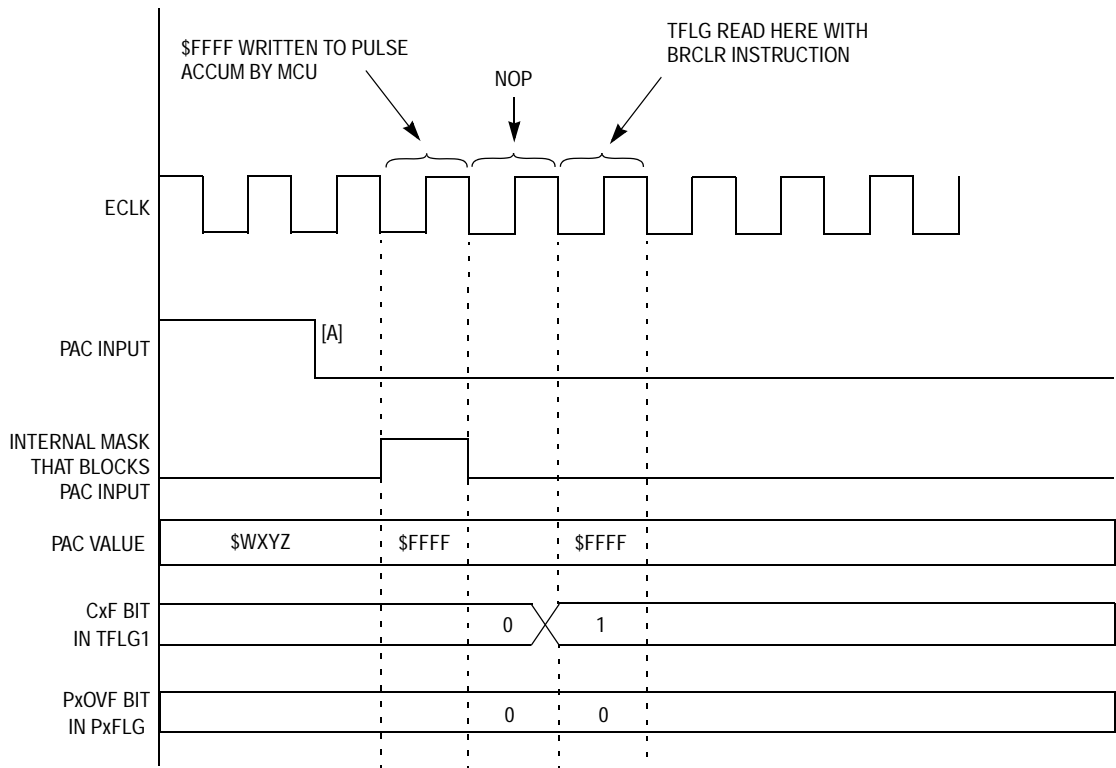 $FFFF WRITTEN TO PULSE
ACCUM BY MCU
NOP
TFLG READ HERE WITH
BRCLR INSTRUCTION
ECLK
PAC INPUT
[A]
INTERNAL MASK
THAT BLOCKS
PAC INPUT
PAC VALUE
$WXYZ
$FFFF
$FFFF
CxF BIT
IN TFLG1
0
1
PxOVF BIT
IN PxFLG
0
0